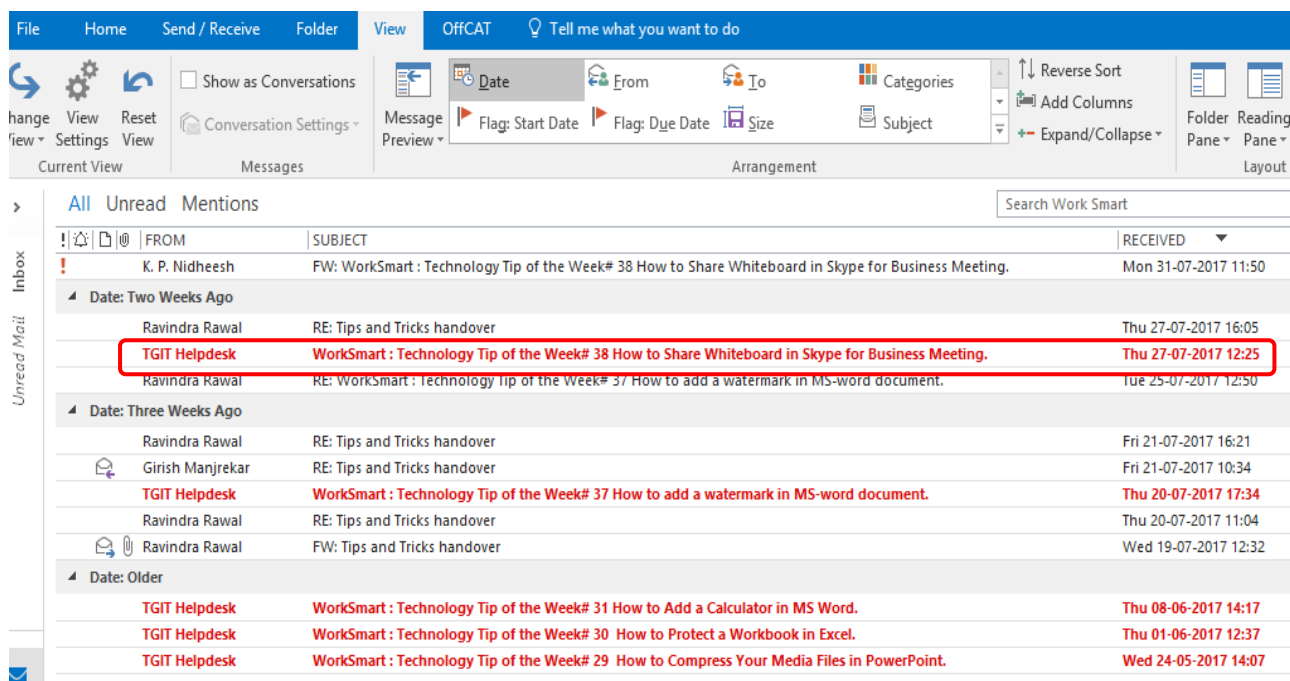 File Home Send / Receive Folder View OffCAT Tell me what you want to do
Show as Conversations Date From To Categories Reverse Sort
Add Columns
hange View Reset Conversation Settings Message Flag: Start Date Flag: Due Date Size Subject Folder Reading
View Settings View Preview Expand/Collapse Pane Pane
Current View Messages Arrangement Layout
All Unread Mentions Search Work Smart
! FROM SUBJECT RECEIVED
! K. P. Nidheesh FW: WorkSmart : Technology Tip of the Week# 38 How to Share Whiteboard in Skype for Business Meeting. Mon 31-07-2017 11:50
Date: Two Weeks Ago
Ravindra Rawal RE: Tips and Tricks handover Thu 27-07-2017 16:05
TGIT Helpdesk WorkSmart : Technology Tip of the Week# 38 How to Share Whiteboard in Skype for Business Meeting. Thu 27-07-2017 12:25
Ravindra Rawal RE: WorkSmart : Technology Tip of the Week# 37 How to add a watermark in MS-word document. Tue 25-07-2017 12:50
Date: Three Weeks Ago
Ravindra Rawal RE: Tips and Tricks handover Fri 21-07-2017 16:21
Girish Manjrekar RE: Tips and Tricks handover Fri 21-07-2017 10:34
TGIT Helpdesk WorkSmart : Technology Tip of the Week# 37 How to add a watermark in MS-word document. Thu 20-07-2017 17:34
Ravindra Rawal RE: Tips and Tricks handover Thu 20-07-2017 11:04
Ravindra Rawal FW: Tips and Tricks handover Wed 19-07-2017 12:32
Date: Older
TGIT Helpdesk WorkSmart : Technology Tip of the Week# 31 How to Add a Calculator in MS Word. Thu 08-06-2017 14:17
TGIT Helpdesk WorkSmart : Technology Tip of the Week# 30 How to Protect a Workbook in Excel. Thu 01-06-2017 12:37
TGIT Helpdesk WorkSmart : Technology Tip of the Week# 29 How to Compress Your Media Files in PowerPoint. Wed 24-05-2017 14:07
Inbox
Unread Mail